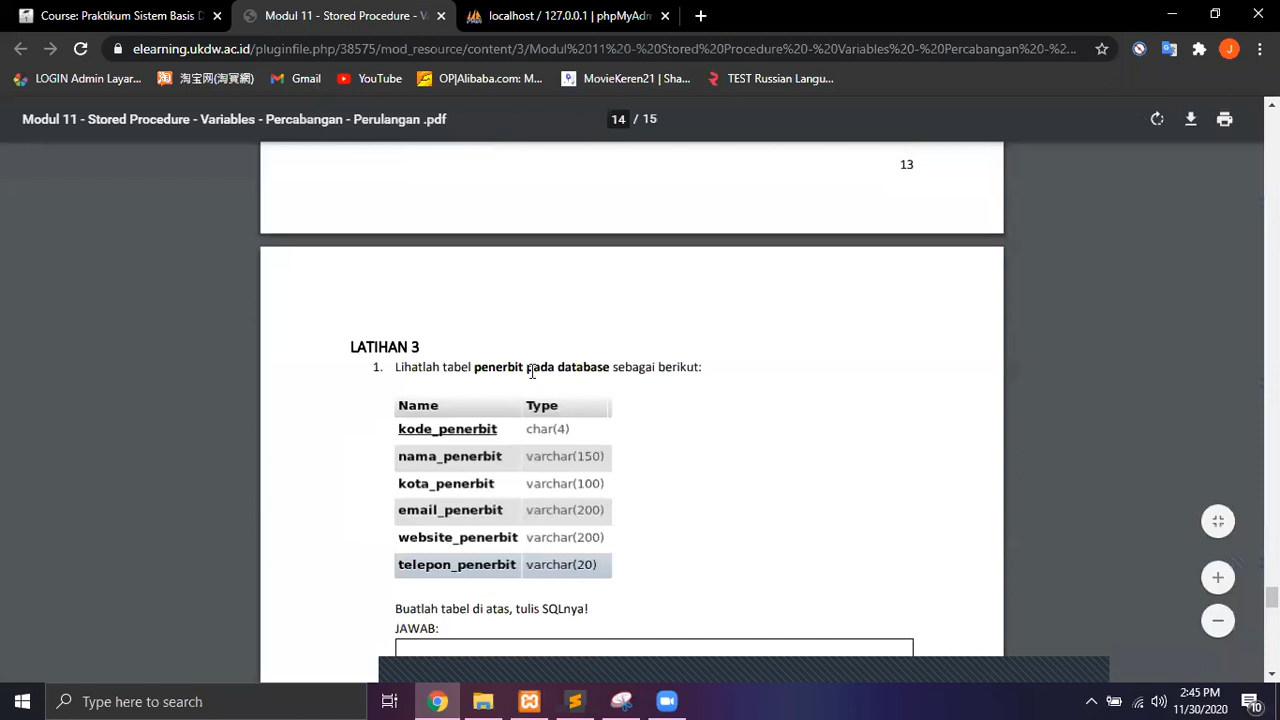 Course: Praktikum Sistem Basis D
Modul 11 - Stored Procedure - V
localhost / 127.0.0.1 | phpMyAdm
elearning.ukdw.ac.id/pluginfile.php/38575/mod_resource/content/3/Modul%2011%20-%20Stored%20Procedure%20-%20Variables%20-%20Percabangan%20-%2...
J
LOGIN Admin Layar...
淘宝网(淘寶網)
Gmail
YouTube
OP|Alibaba.com: M...
MovieKeren21 | Sha...
TEST Russian Langu...
Modul 11 - Stored Procedure - Variables - Percabangan - Perulangan .pdf
14 / 15
13
LATIHAN 3
1. Lihatlah tabel penerbit pada database sebagai berikut:
Name Type
kode_penerbit char(4)
nama_penerbit varchar(150)
kota_penerbit varchar(100)
email_penerbit varchar(200)
website_penerbit varchar(200)
telepon_penerbit varchar(20)
Buatlah tabel di atas, tulis SQLnya!
JAWAB:
Type here to search
2:45 PM
11/30/2020
10